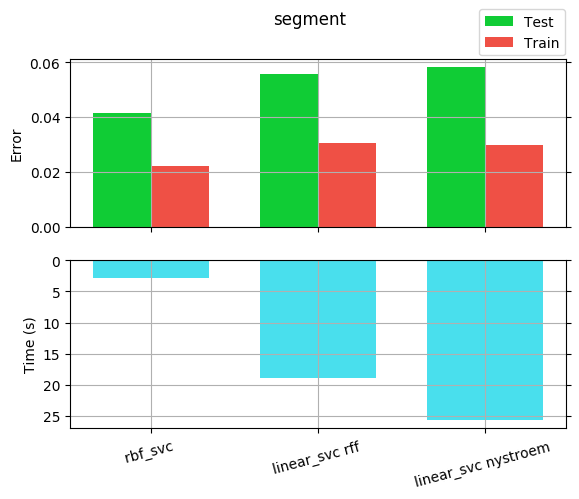 segment
Test
Train
0.06
0.04
0.02
0.00
Error
0
5
10
15
20
25
Time (s)
rbf_svc
linear_svc rff
linear_svc nystroem